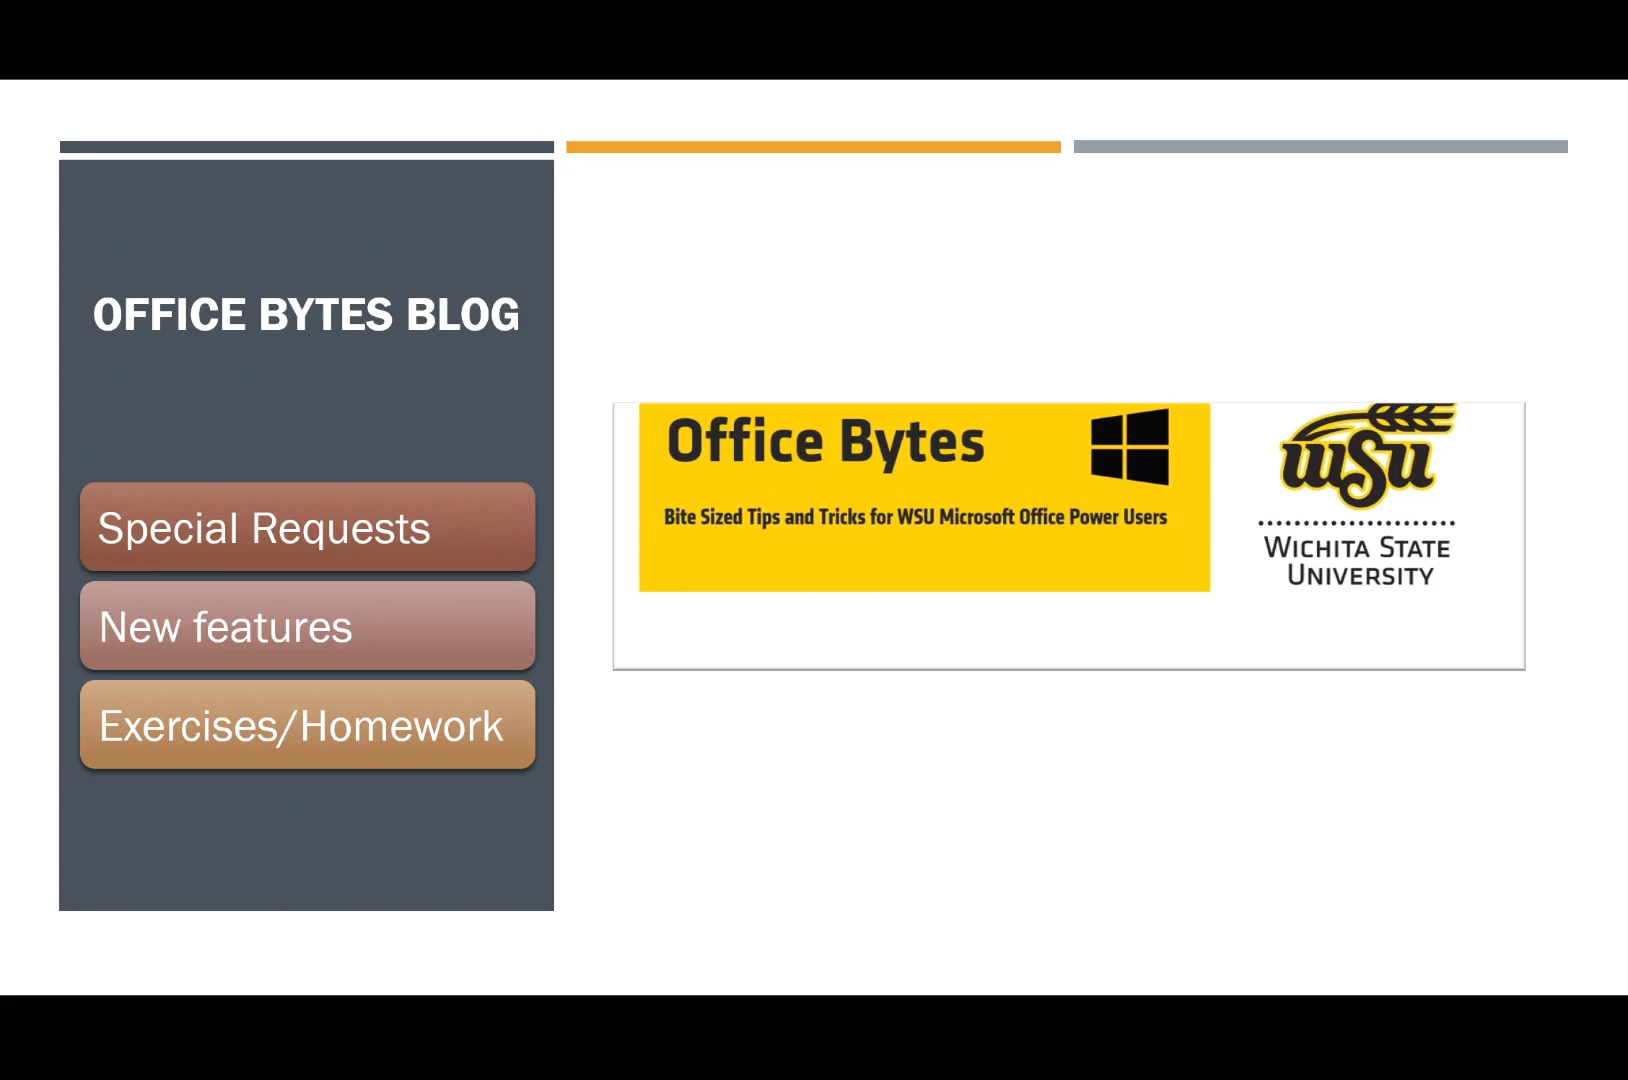 OFFICE BYTES BLOG
Special Requests
New features
Exercises/Homework
Office Bytes
Bite Sized Tips and Tricks for WSU Microsoft Office Power Users
wsu
WICHITA STATE
UNIVERSITY